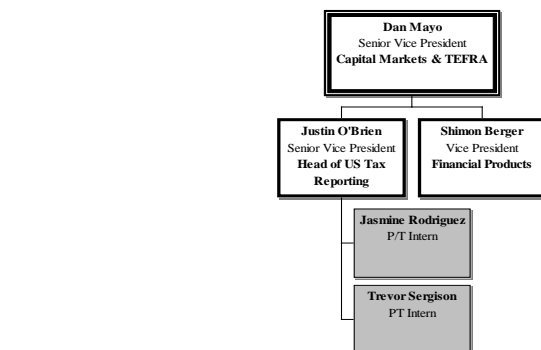 Dan Mayo
Senior Vice President
Capital Markets & TEFRA
Justin O'Brien
Senior Vice President
Head of US Tax
Reporting
Shimon Berger
Vice President
Financial Products
Jasmine Rodriguez
P/T Intern
Trevor Sergison
PT Intern